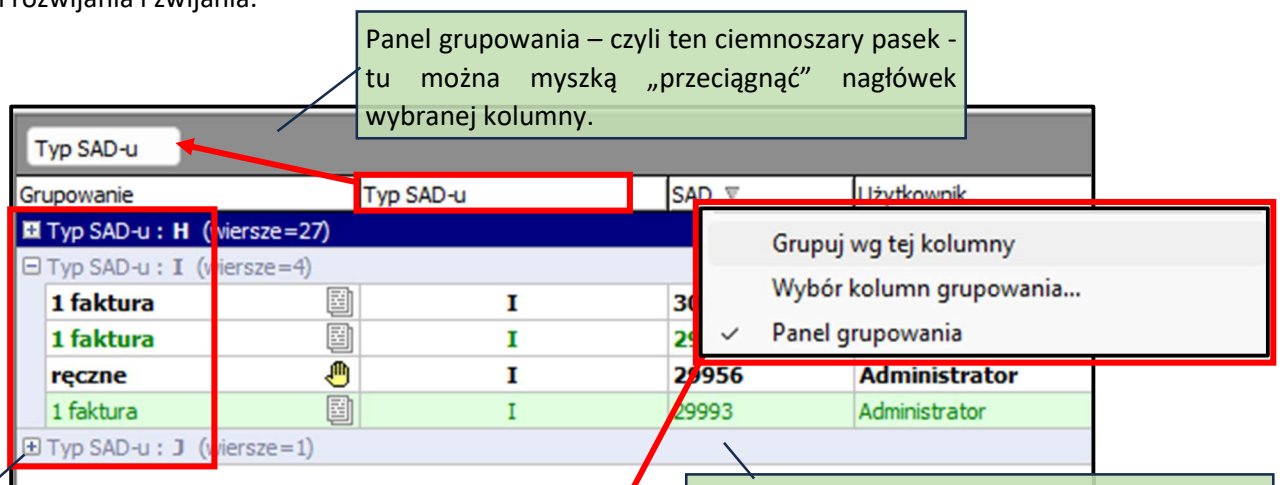 i rozwijania i zwijania.
Panel grupowania – czyli ten ciemnoszary pasek -
tu można myszką „przeciągnąć” nagłówek
wybranej kolumny.
Typ SAD-u
Grupowanie Typ SAD-u SAD Użytkownik
Typ SAD-u : H (wiersze=27)
Typ SAD-u : I (wiersze=4)
Grupuj wg tej kolumny
Wybór kolumn grupowania...
Panel grupowania
1 faktura I
1 faktura I
ręczne I 29956 Administrator
1 faktura I 29993 Administrator
Typ SAD-u : J (wiersze=1)